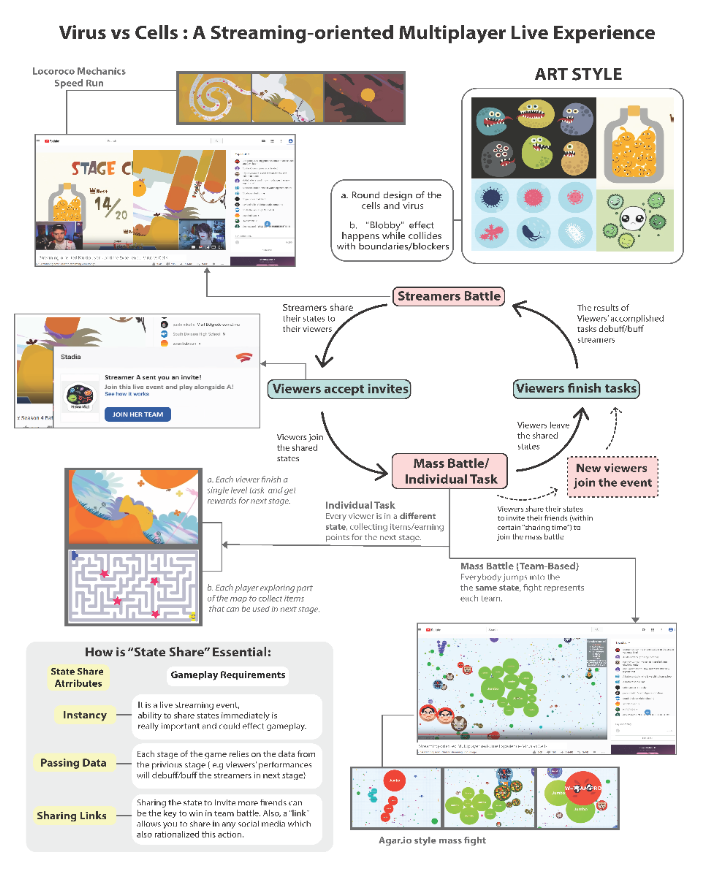 Virus vs Cells : A Streaming-oriented Multiplayer Live Experience
Locoroco Mechanics
Speed Run
ART STYLE
STAGE C
14/20
a. Round design of the
cells and virus
b. "Blobby" effect
happens while collides
with boundaries/blockers
Streamers Battle
Streamers share
their states to
their viewers
The results of
Viewers' accomplished
tasks debuff/buff
streamers
Stadia
Streamer A sent you an invite!
Join this live event and play alongside A!
See how it works
JOIN HER TEAM
Viewers accept invites
Viewers finish tasks
Viewers join
the shared
states
Viewers leave
the shared
states
Mass Battle/
Individual Task
New viewers
join the event
a. Each viewer finish a
single level task and get
rewards for next stage.
Individual Task
Every viewer is in a different
state, collecting items/earning
points for the next stage.
Viewers share their states
to invite their friends (within
certain "sharing time") to
join the mass battle
b. Each player exploring part
of the map to collect items
that can be used in next stage.
Mass Battle (Team-Based)
Everybody jumps into the
the same state, fight represents
each team.
How is "State Share" Essential:
State Share
Atrributes
Gameplay Requirements
Instancy
It is a live streaming event,
ability to share states immediately is
really important and could effect gameplay.
Passing Data
Each stage of the game relies on the data from
the privious stage ( e.g viewers' performances
will debuff/buff the streamers in next stage)
Sharing Links
Sharing the state to invite more friends can
be the key to win in team battle. Also, a "link"
allows you to share in any social media which
also rationalized this action.
Agar.io style mass fight